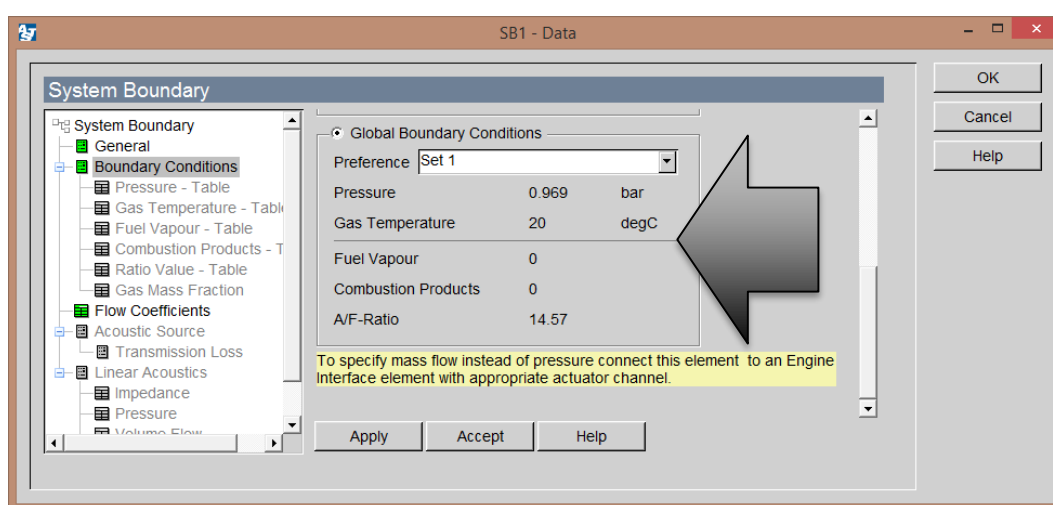 SB1 - Data
System Boundary
System Boundary
General
Boundary Conditions
Pressure - Table
Gas Temperature - Tabl
Fuel Vapour - Table
Combustion Products - T
Ratio Value - Table
Gas Mass Fraction
Flow Coefficients
Acoustic Source
Transmission Loss
Linear Acoustics
Impedance
Pressure
Volume Flow
Global Boundary Conditions
Preference Set 1
Pressure 0.969 bar
Gas Temperature 20 degC
Fuel Vapour 0
Combustion Products 0
A/F-Ratio 14.57
To specify mass flow instead of pressure connect this element to an Engine
Interface element with appropriate actuator channel.
Apply Accept Help
OK
Cancel
Help